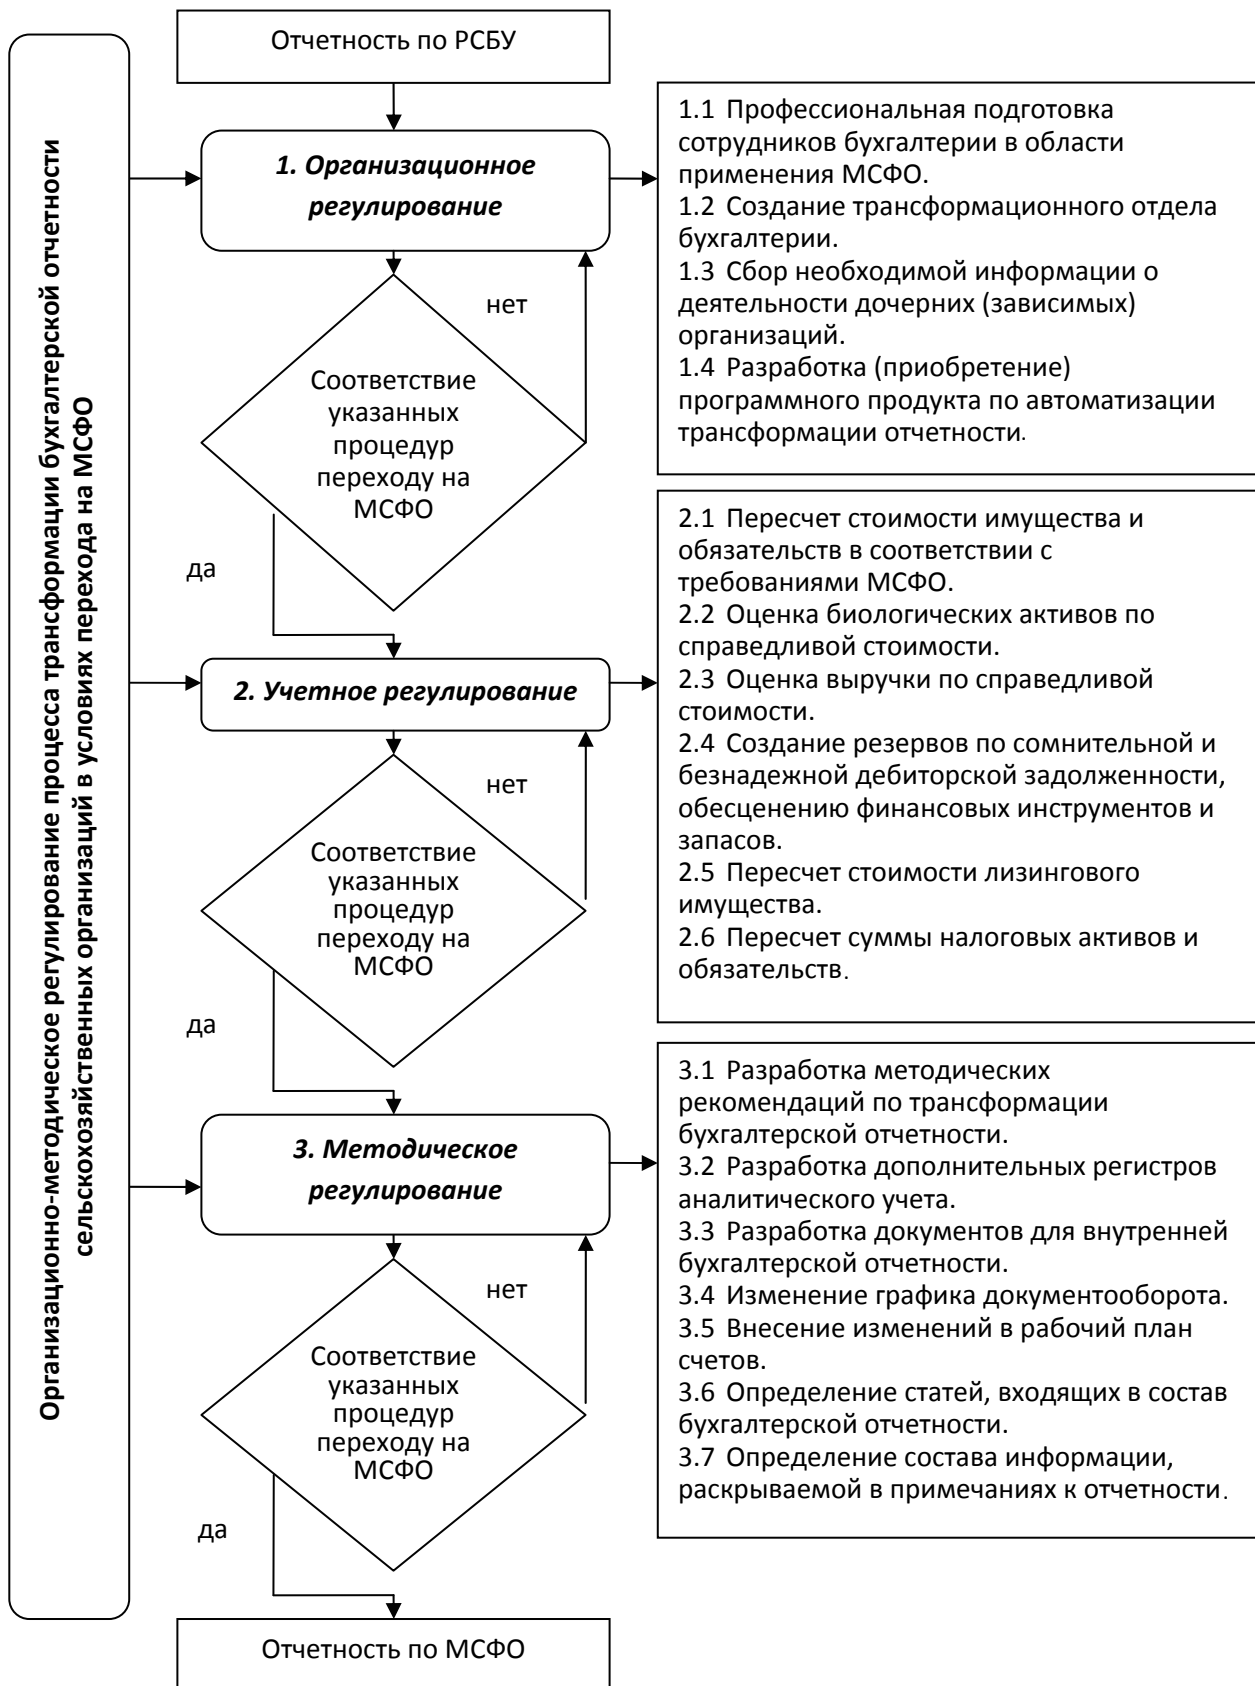 Организационно-методическое регулирование процесса трансформации бухгалтерской отчетности
сельскохозяйственных организаций в условиях перехода на МСФО
Отчетность по РСБУ
1. Организационное
регулирование
1.1 Профессиональная подготовка
сотрудников бухгалтерии в области
применения МСФО.
1.2 Создание трансформационного отдела
бухгалтерии.
1.3 Сбор необходимой информации о
деятельности дочерних (зависимых)
организаций.
1.4 Разработка (приобретение)
программного продукта по автоматизации
трансформации отчетности.
нет
Соответствие
указанных
процедур
переходу на
МСФО
да
2. Учетное регулирование
2.1 Пересчет стоимости имущества и
обязательств в соответствии с
требованиями МСФО.
2.2 Оценка биологических активов по
справедливой стоимости.
2.3 Оценка выручки по справедливой
стоимости.
2.4 Создание резервов по сомнительной и
безнадежной дебиторской задолженности,
обесценению финансовых инструментов и
запасов.
2.5 Пересчет стоимости лизингового
имущества.
2.6 Пересчет суммы налоговых активов и
обязательств.
нет
Соответствие
указанных
процедур
переходу на
МСФО
да
3. Методическое
регулирование
3.1 Разработка методических
рекомендаций по трансформации
бухгалтерской отчетности.
3.2 Разработка дополнительных регистров
аналитического учета.
3.3 Разработка документов для внутренней
бухгалтерской отчетности.
3.4 Изменение графика документооборота.
3.5 Внесение изменений в рабочий план
счетов.
3.6 Определение статей, входящих в состав
бухгалтерской отчетности.
3.7 Определение состава информации,
раскрываемой в примечаниях к отчетности.
нет
Соответствие
указанных
процедур
переходу на
МСФО
да
Отчетность по МСФО